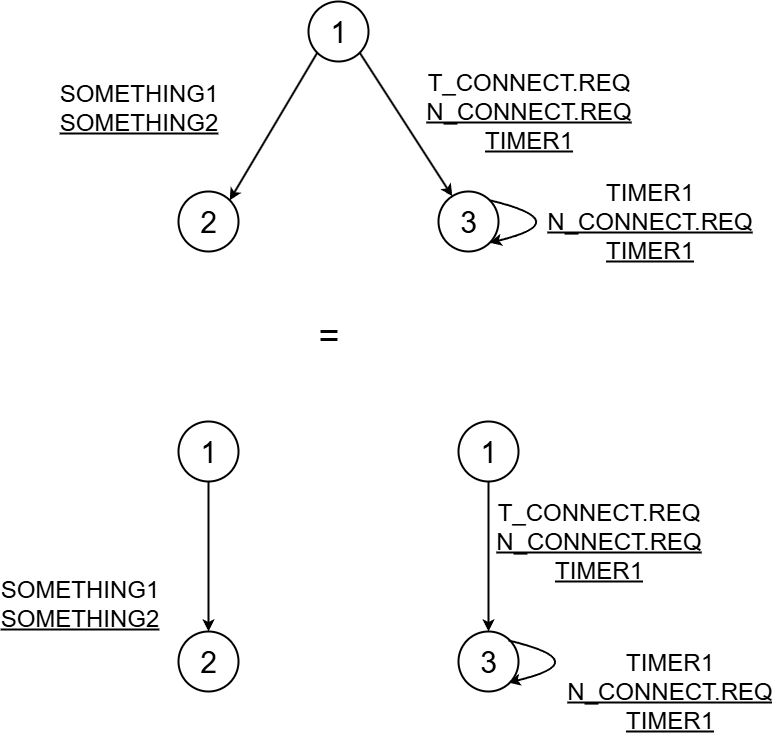 1
SOMETHING1
SOMETHING2
T_CONNECT.REQ
N_CONNECT.REQ
TIMER1
2
3
TIMER1
N_CONNECT.REQ
TIMER1
=
1
1
T_CONNECT.REQ
N_CONNECT.REQ
TIMER1
SOMETHING1
SOMETHING2
2
3
TIMER1
N_CONNECT.REQ
TIMER1